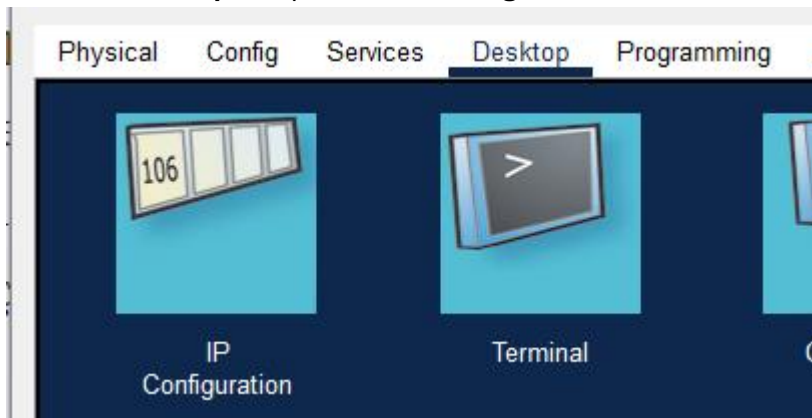 Physical Config Services Desktop Programming
106
>
IP
Configuration
Terminal